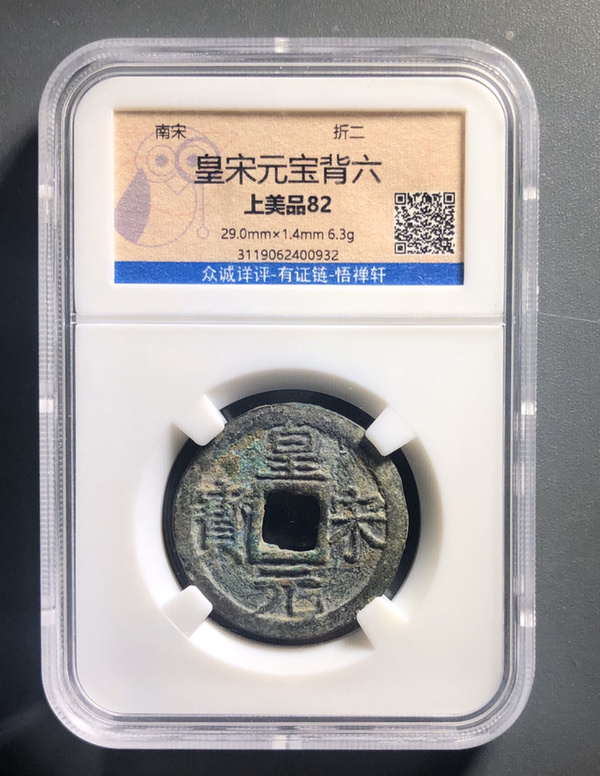 南宋 折二
皇宋元宝背六
上美品82
29.0mm×1.4mm 6.3g
3119062400932
众诚详评-有证链-悟禅轩
皇宋元寶